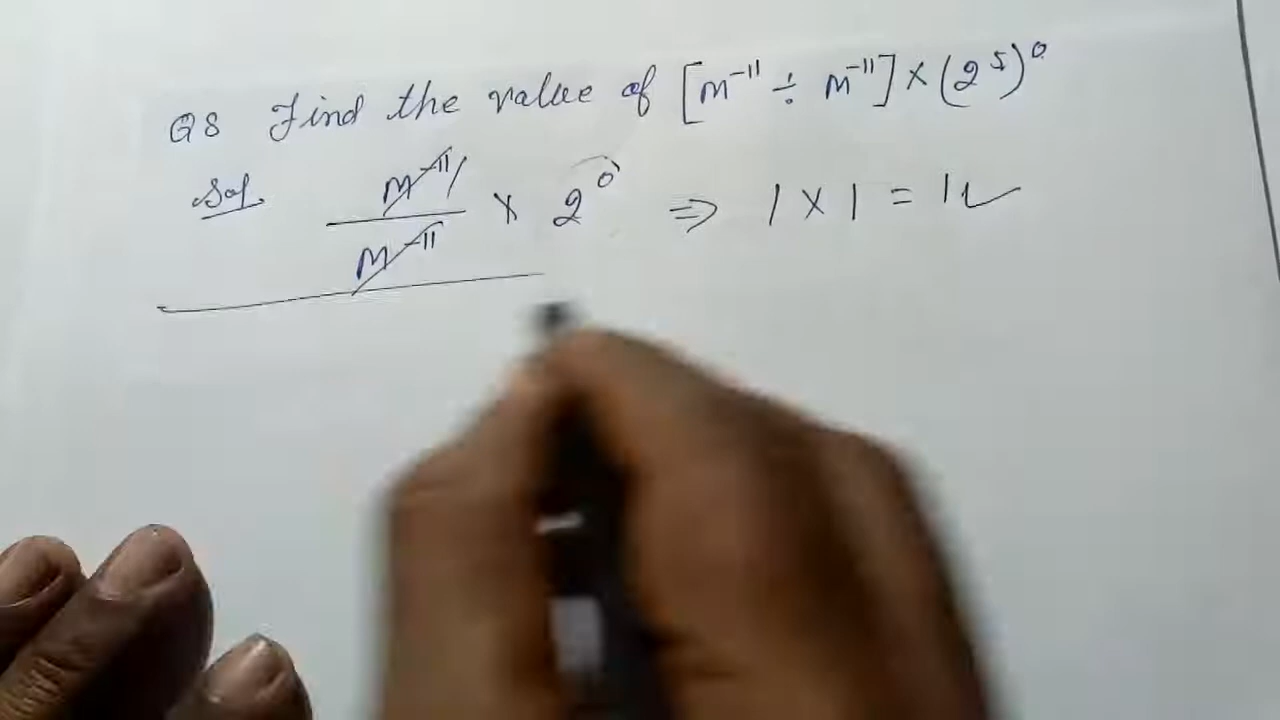 Q8 Find the value of [m⁻¹¹ ÷ m⁻¹¹] × (2⁵)⁰
Sol m⁻¹¹/m⁻¹¹ × 2⁰ ⇒ 1 × 1 = 1